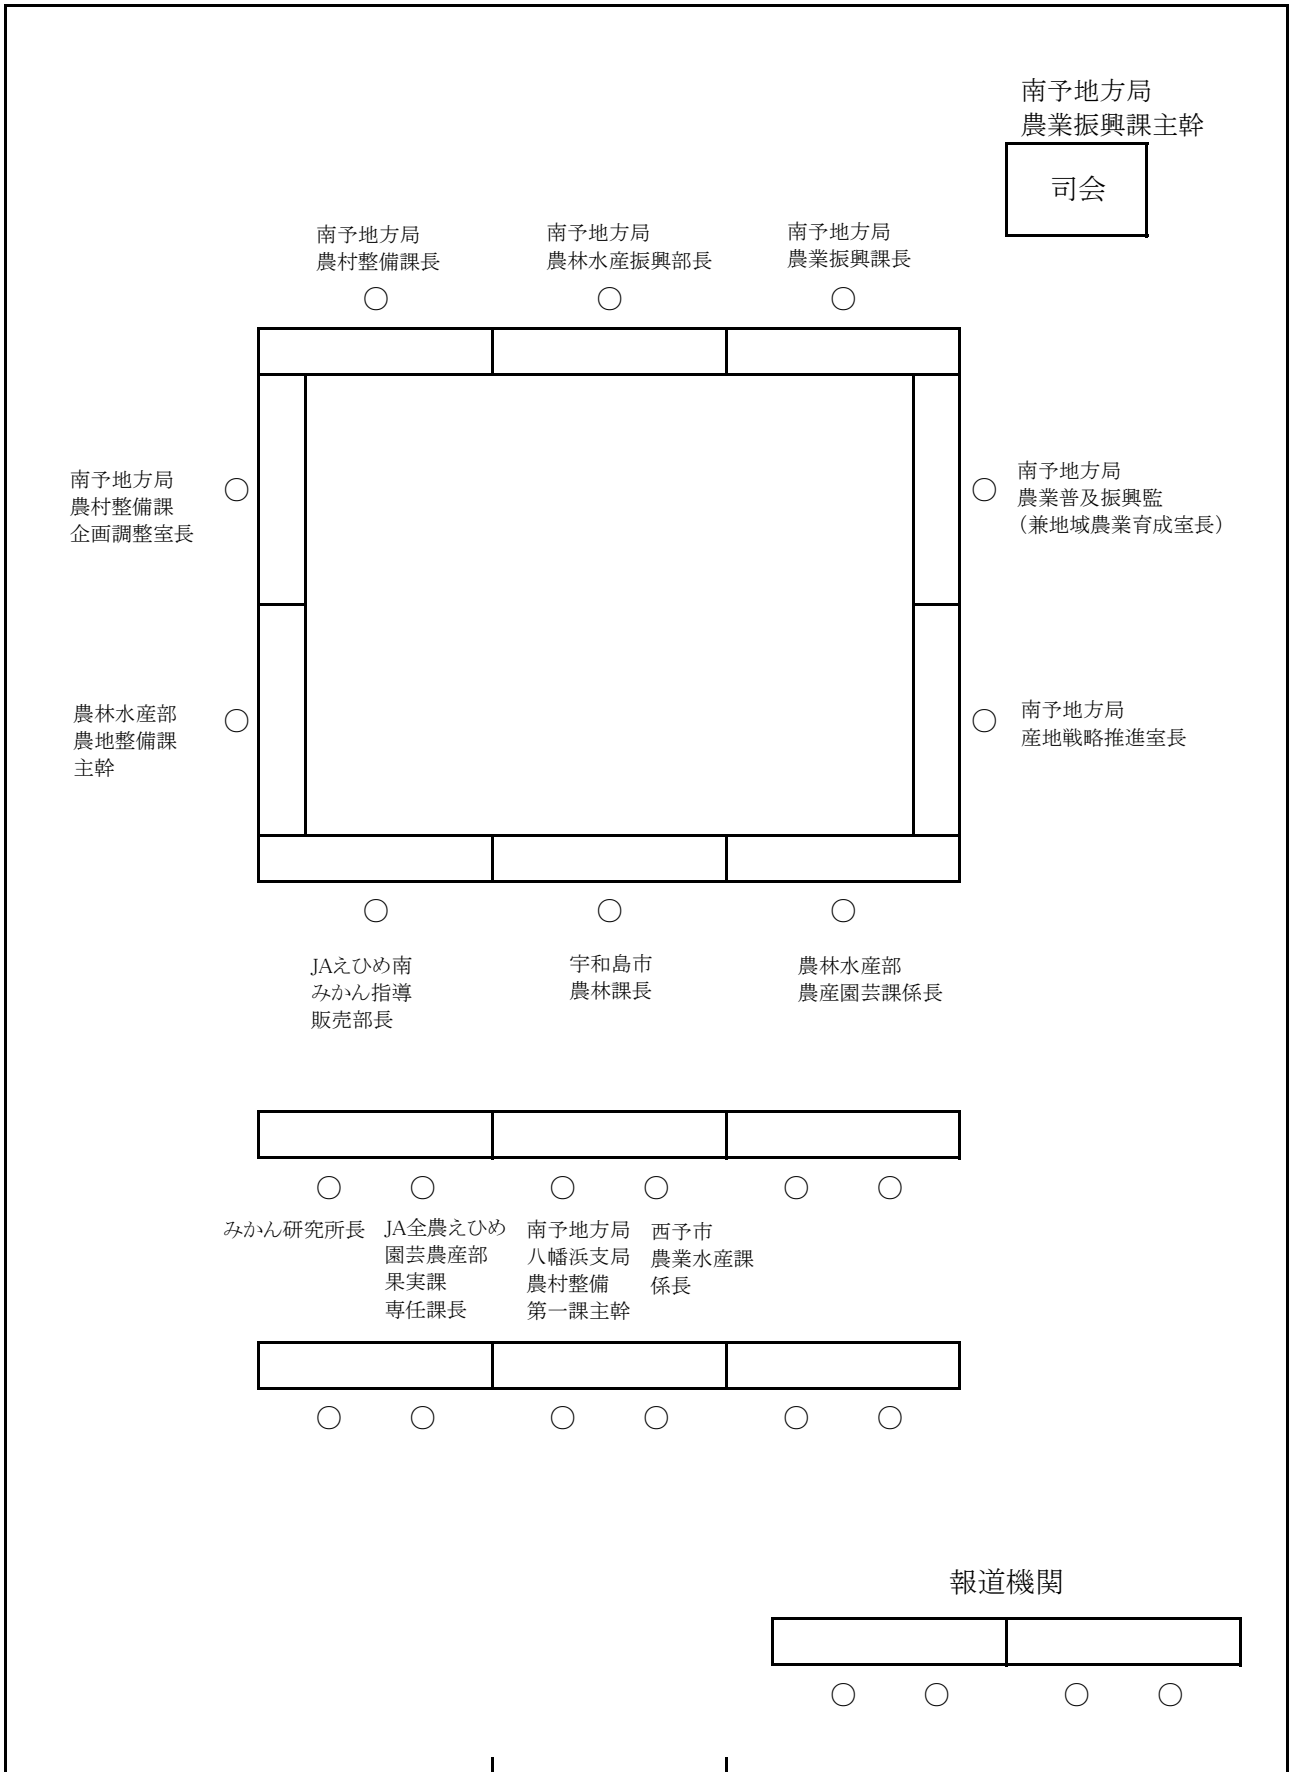 南予地方局
農業振興課主幹
司会
南予地方局
農村整備課長
南予地方局
農林水産振興部長
南予地方局
農業振興課長
南予地方局
農村整備課
企画調整室長
南予地方局
農業普及振興監
（兼地域農業育成室長）
農林水産部
農地整備課
主幹
南予地方局
産地戦略推進室長
JAえひめ南
みかん指導
販売部長
宇和島市
農林課長
農林水産部
農産園芸課係長
みかん研究所長
JA全農えひめ
園芸農産部
果実課
専任課長
南予地方局
八幡浜支局
農村整備
第一課主幹
西予市
農業水産課
係長
報道機関